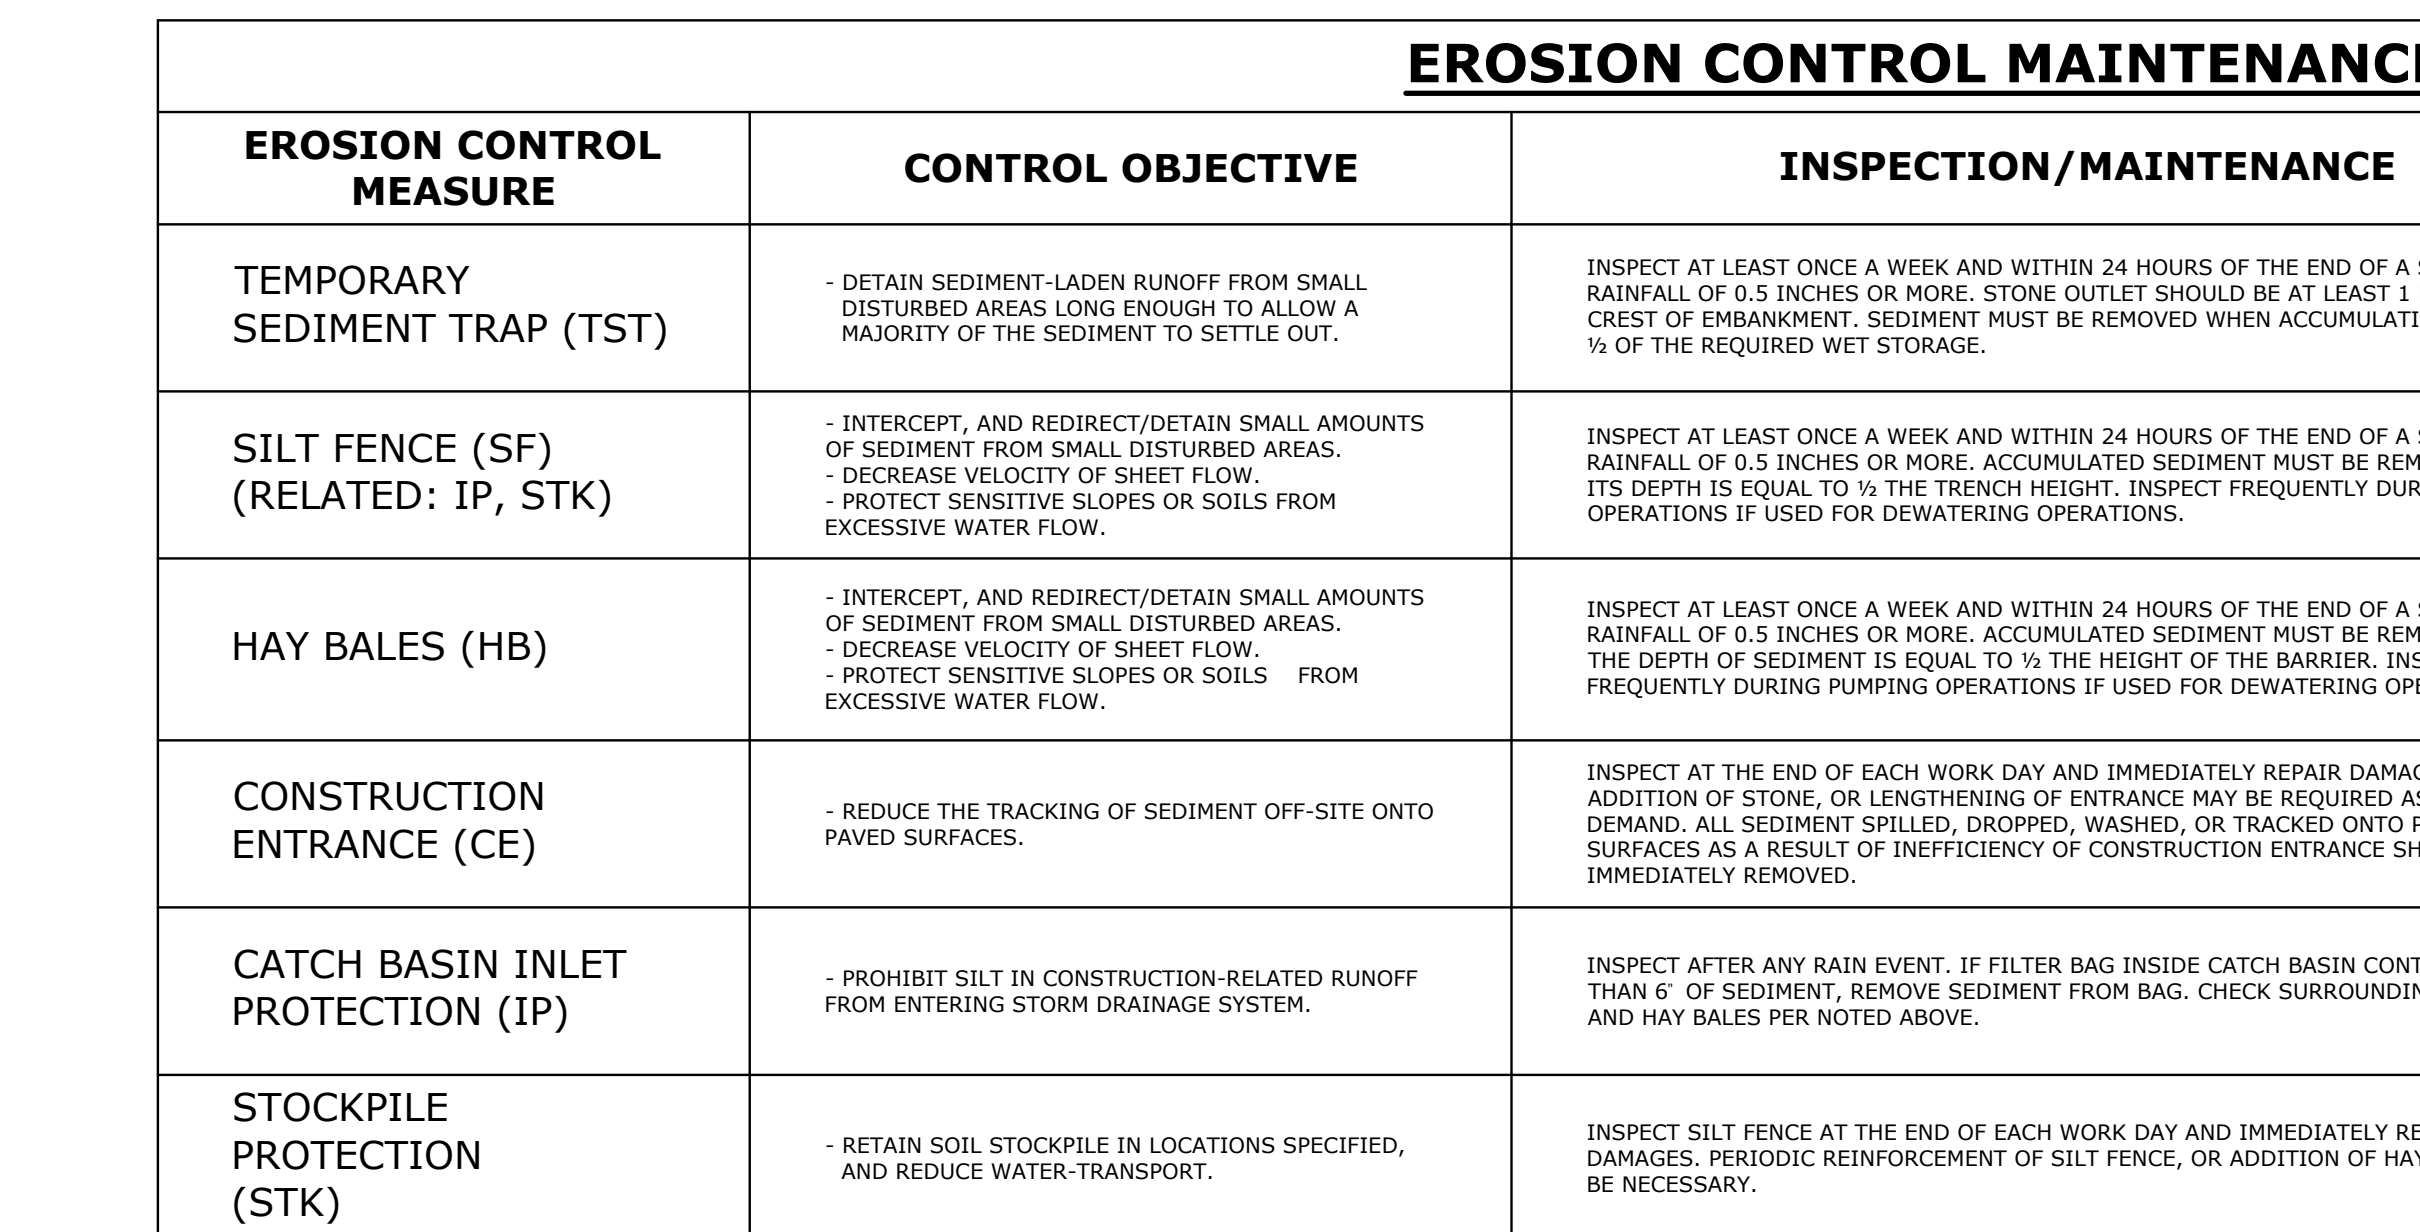 EROSION CONTROL MAINTENANC
EROSION CONTROL
MEASURE
CONTROL OBJECTIVE
INSPECTION/MAINTENANCE
TEMPORARY
SEDIMENT TRAP (TST)
- DETAIN SEDIMENT-LADEN RUNOFF FROM SMALL
DISTURBED AREAS LONG ENOUGH TO ALLOW A
MAJORITY OF THE SEDIMENT TO SETTLE OUT.
INSPECT AT LEAST ONCE A WEEK AND WITHIN 24 HOURS OF THE END OF A
RAINFALL OF 0.5 INCHES OR MORE. STONE OUTLET SHOULD BE AT LEAST 1
CREST OF EMBANKMENT. SEDIMENT MUST BE REMOVED WHEN ACCUMULATI
½ OF THE REQUIRED WET STORAGE.
SILT FENCE (SF)
(RELATED: IP, STK)
- INTERCEPT, AND REDIRECT/DETAIN SMALL AMOUNTS
OF SEDIMENT FROM SMALL DISTURBED AREAS.
- DECREASE VELOCITY OF SHEET FLOW.
- PROTECT SENSITIVE SLOPES OR SOILS FROM
EXCESSIVE WATER FLOW.
INSPECT AT LEAST ONCE A WEEK AND WITHIN 24 HOURS OF THE END OF A
RAINFALL OF 0.5 INCHES OR MORE. ACCUMULATED SEDIMENT MUST BE REM
ITS DEPTH IS EQUAL TO ½ THE TRENCH HEIGHT. INSPECT FREQUENTLY DUR
OPERATIONS IF USED FOR DEWATERING OPERATIONS.
HAY BALES (HB)
- INTERCEPT, AND REDIRECT/DETAIN SMALL AMOUNTS
OF SEDIMENT FROM SMALL DISTURBED AREAS.
- DECREASE VELOCITY OF SHEET FLOW.
- PROTECT SENSITIVE SLOPES OR SOILS FROM
EXCESSIVE WATER FLOW.
INSPECT AT LEAST ONCE A WEEK AND WITHIN 24 HOURS OF THE END OF A
RAINFALL OF 0.5 INCHES OR MORE. ACCUMULATED SEDIMENT MUST BE REM
THE DEPTH OF SEDIMENT IS EQUAL TO ½ THE HEIGHT OF THE BARRIER. INS
FREQUENTLY DURING PUMPING OPERATIONS IF USED FOR DEWATERING OPE
CONSTRUCTION
ENTRANCE (CE)
- REDUCE THE TRACKING OF SEDIMENT OFF-SITE ONTO
PAVED SURFACES.
INSPECT AT THE END OF EACH WORK DAY AND IMMEDIATELY REPAIR DAMAG
ADDITION OF STONE, OR LENGTHENING OF ENTRANCE MAY BE REQUIRED AS
DEMAND. ALL SEDIMENT SPILLED, DROPPED, WASHED, OR TRACKED ONTO P
SURFACES AS A RESULT OF INEFFICIENCY OF CONSTRUCTION ENTRANCE SH
IMMEDIATELY REMOVED.
CATCH BASIN INLET
PROTECTION (IP)
- PROHIBIT SILT IN CONSTRUCTION-RELATED RUNOFF
FROM ENTERING STORM DRAINAGE SYSTEM.
INSPECT AFTER ANY RAIN EVENT. IF FILTER BAG INSIDE CATCH BASIN CONT
THAN 6" OF SEDIMENT, REMOVE SEDIMENT FROM BAG. CHECK SURROUNDIN
AND HAY BALES PER NOTED ABOVE.
STOCKPILE
PROTECTION
(STK)
- RETAIN SOIL STOCKPILE IN LOCATIONS SPECIFIED,
AND REDUCE WATER-TRANSPORT.
INSPECT SILT FENCE AT THE END OF EACH WORK DAY AND IMMEDIATELY RE
DAMAGES. PERIODIC REINFORCEMENT OF SILT FENCE, OR ADDITION OF HAY
BE NECESSARY.